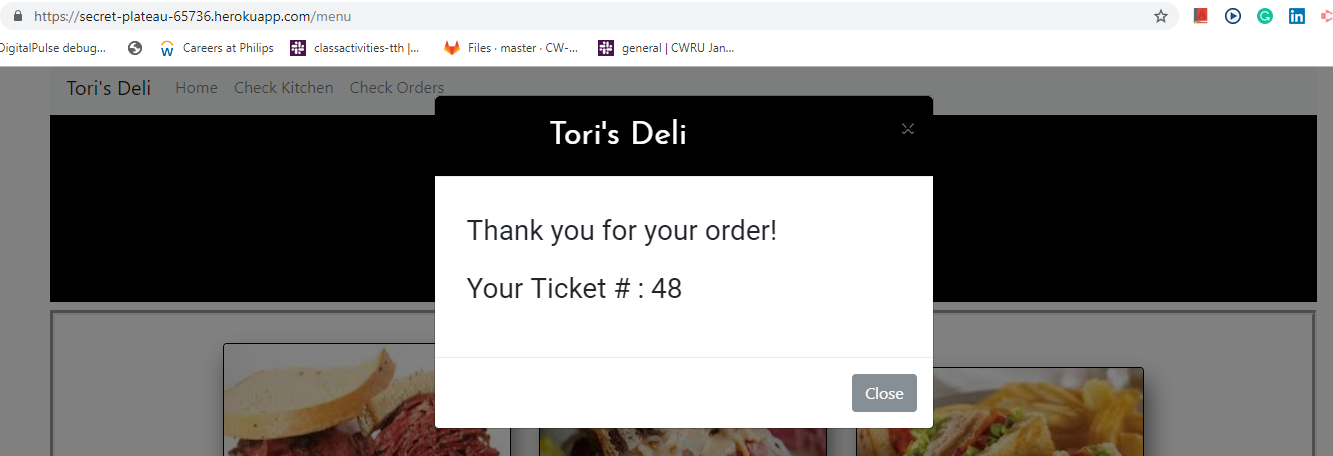 https://secret-plateau-65736.herokuapp.com/menu
DigitalPulse debug... Careers at Philips classactivities-tth |... Files · master · CW-... general | CWRU Jan...
Tori's Deli Home Check Kitchen Check Orders
Tori's Deli ×
Thank you for your order!
Your Ticket # : 48
Close